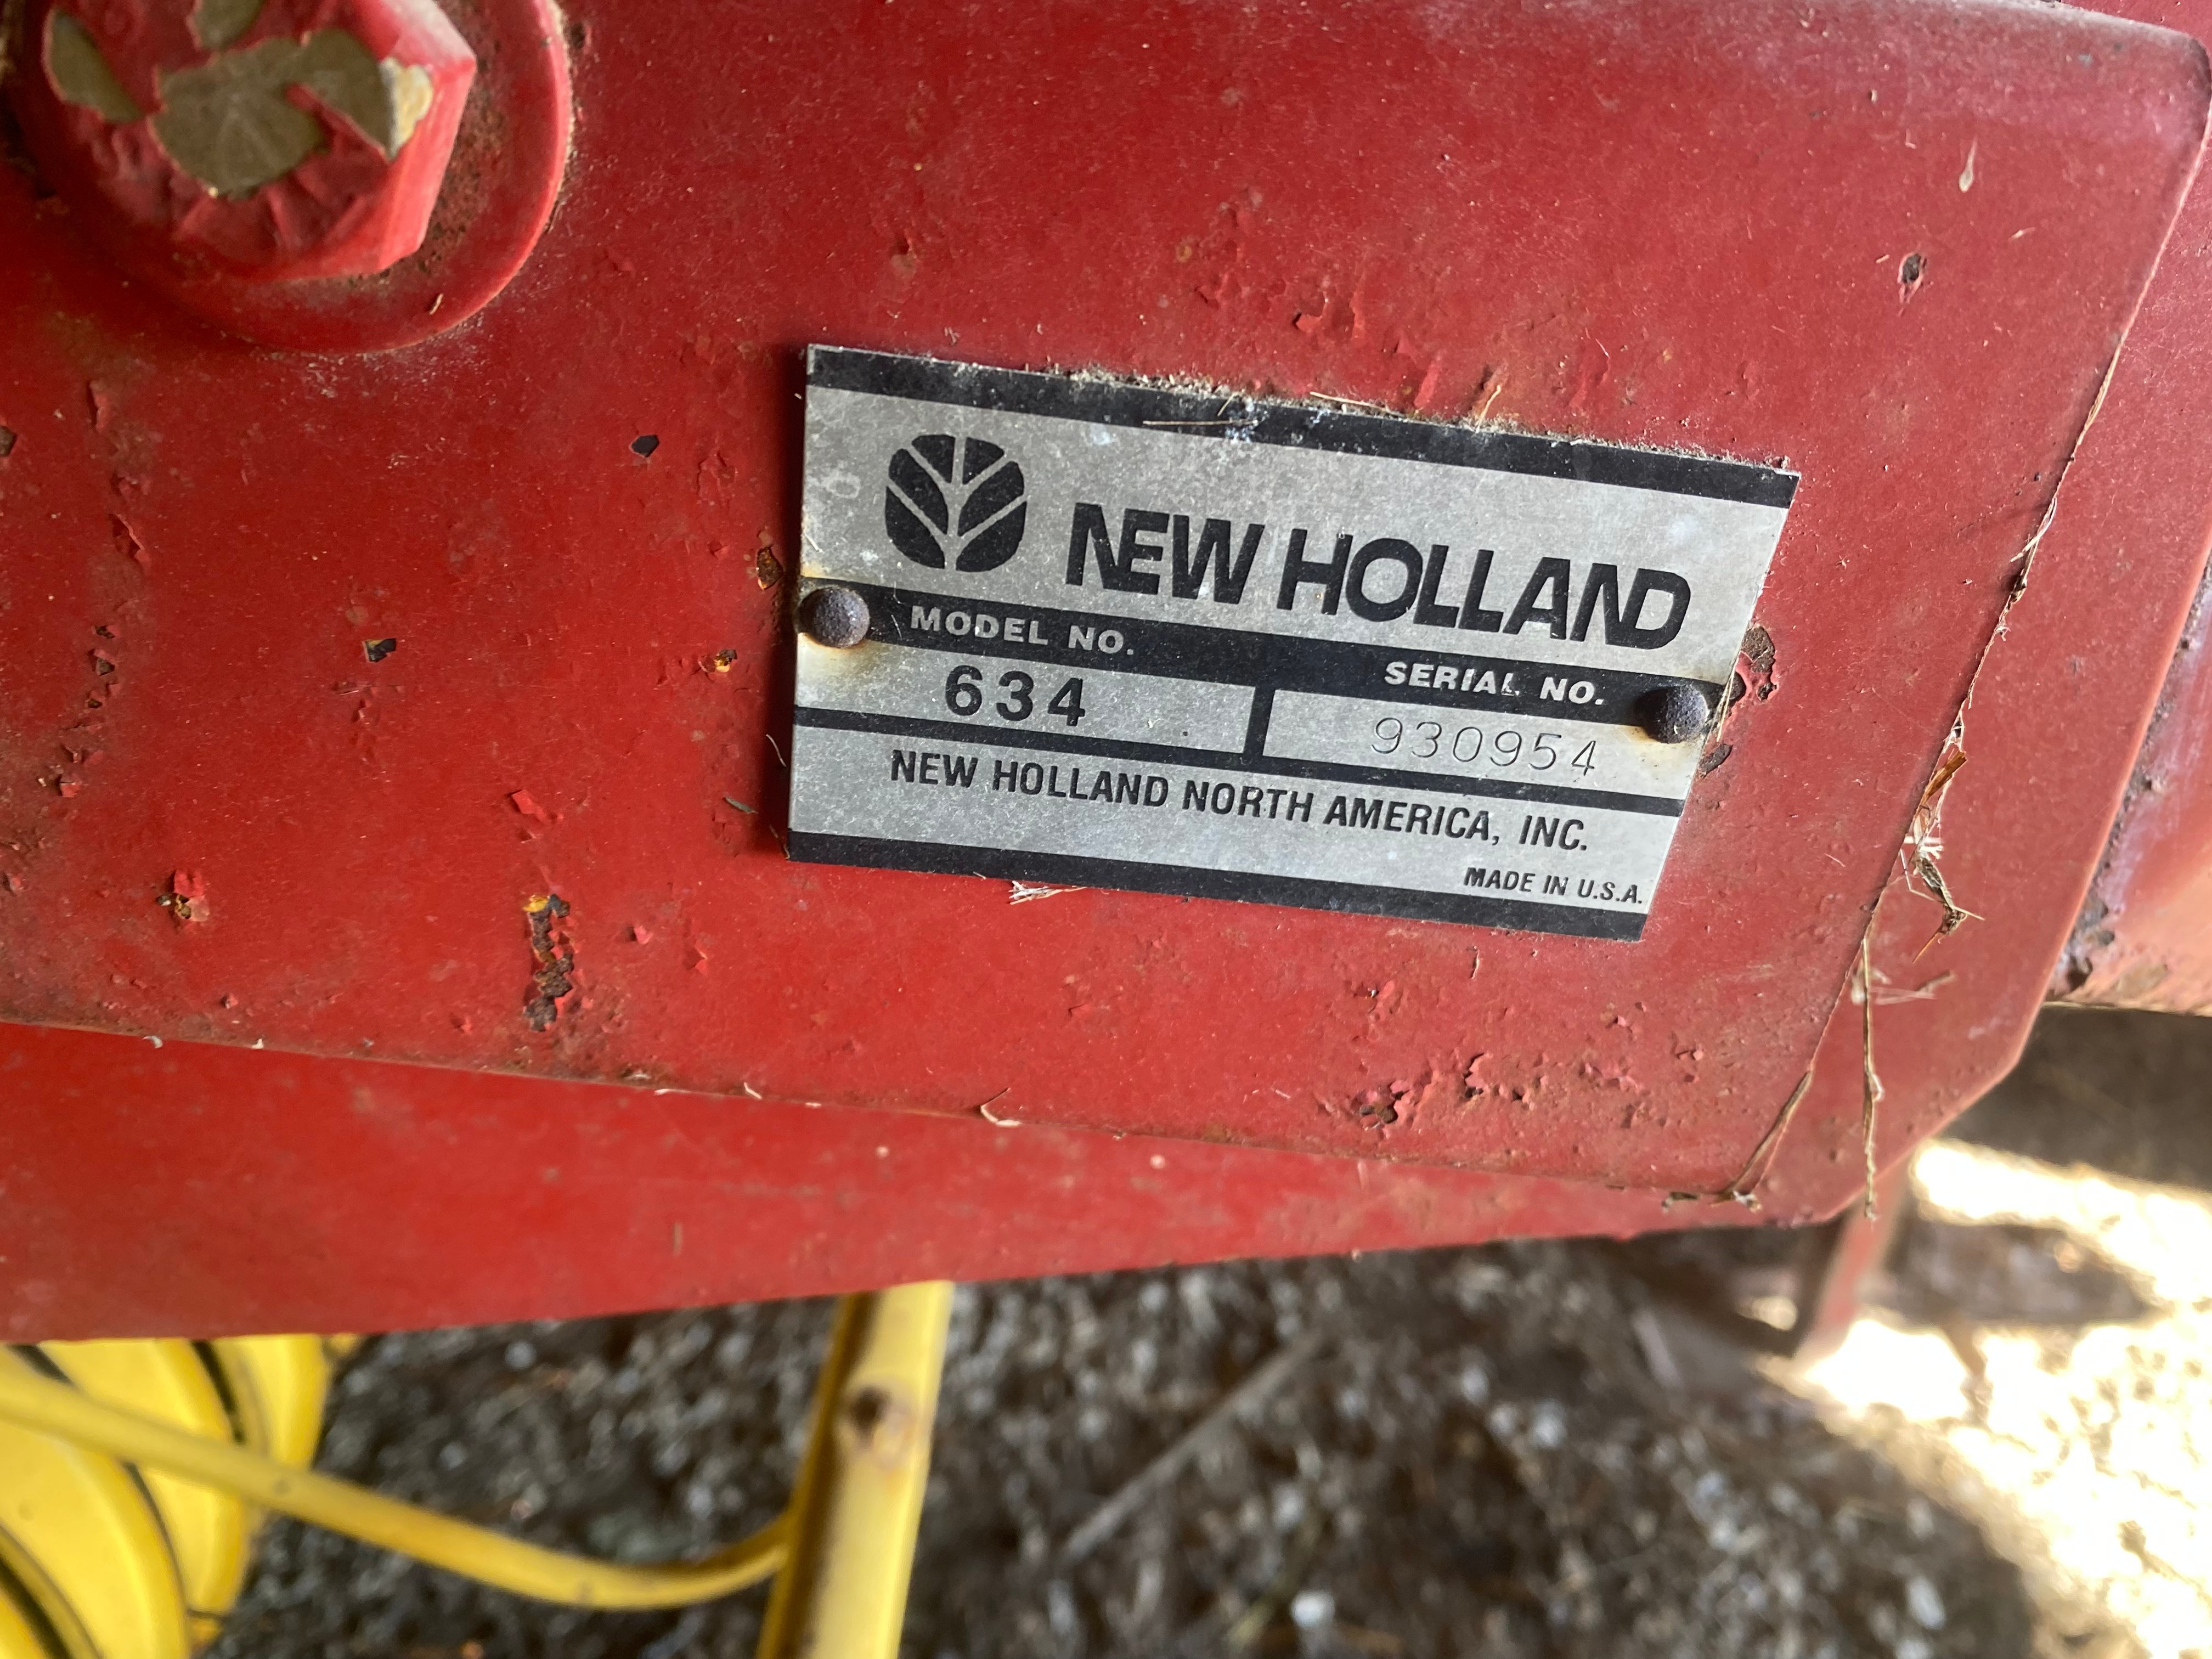 NEW HOLLAND
MODEL NO.
SERIAL NO.
634
930954
NEW HOLLAND NORTH AMERICA, INC.
MADE IN U.S.A.